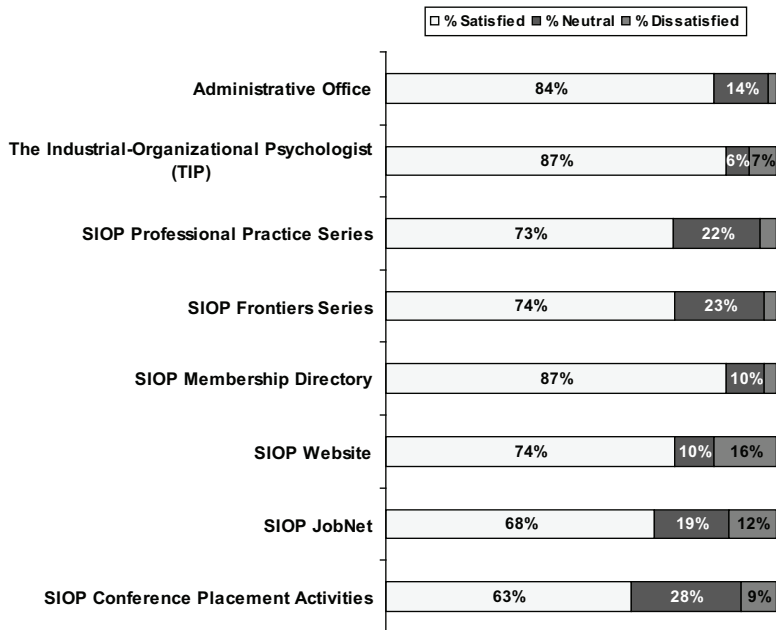 % Satisfied % Neutral % Dissatisfied
Administrative Office 84% 14%
The Industrial-Organizational Psychologist
(TIP) 87% 6% 7%
SIOP Professional Practice Series 73% 22%
SIOP Frontiers Series 74% 23%
SIOP Membership Directory 87% 10%
SIOP Website 74% 10% 16%
SIOP JobNet 68% 19% 12%
SIOP Conference Placement Activities 63% 28% 9%